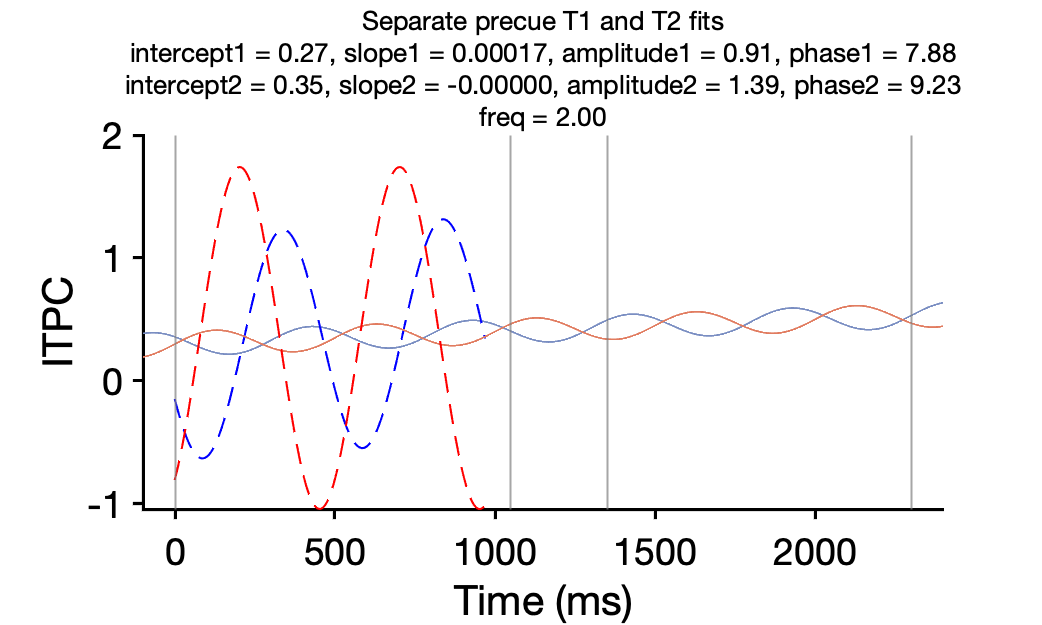 Separate precue T1 and T2 fits
intercept1 = 0.27, slope1 = 0.00017, amplitude1 = 0.91, phase1 = 7.88
intercept2 = 0.35, slope2 = -0.00000, amplitude2 = 1.39, phase2 = 9.23
freq = 2.00
2
1
0
-1
ITPC
0 500 1000 1500 2000
Time (ms)